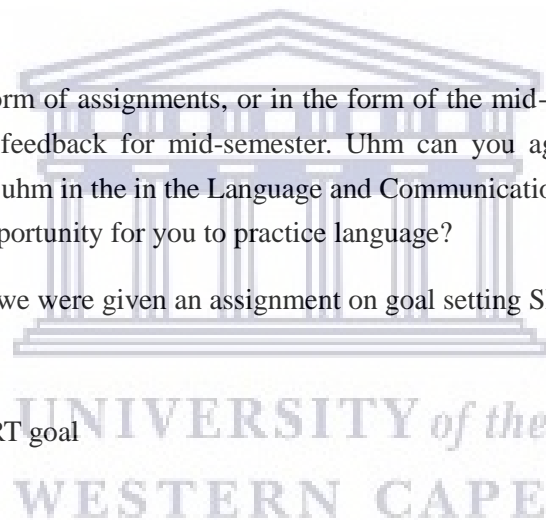 orm of assignments, or in the form of the mid-
feedback for mid-semester. Uhm can you ag
uhm in the in the Language and Communicatio
portunity for you to practice language?
we were given an assignment on goal setting S
RT goal
UNIVERSITY of the
WESTERN CAPE